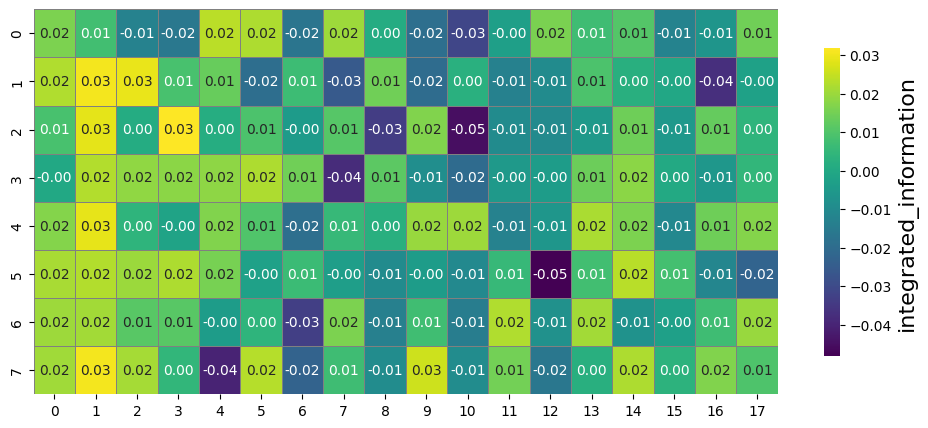 0 0.02 0.01 -0.01 -0.02 0.02 0.02 -0.02 0.02 0.00 -0.02 -0.03 -0.00 0.02 0.01 0.01 -0.01 -0.01 0.01
1 0.02 0.03 0.03 0.01 0.01 -0.02 0.01 -0.03 0.01 -0.02 0.00 -0.01 -0.01 0.01 0.00 -0.00 -0.04 -0.00
2 0.01 0.03 0.00 0.03 0.00 0.01 -0.00 0.01 -0.03 0.02 -0.05 -0.01 -0.01 -0.01 0.01 -0.01 0.01 0.00
3 -0.00 0.02 0.02 0.02 0.02 0.02 0.01 -0.04 0.01 -0.01 -0.02 -0.00 -0.00 0.01 0.02 0.00 -0.01 0.00
4 0.02 0.03 0.00 -0.00 0.02 0.01 -0.02 0.01 0.00 0.02 0.02 -0.01 -0.01 0.02 0.02 -0.01 0.01 0.02
5 0.02 0.02 0.02 0.02 0.02 -0.00 0.01 -0.00 -0.01 -0.00 -0.01 0.01 -0.05 0.01 0.02 0.01 -0.01 -0.02
6 0.02 0.02 0.01 0.01 -0.00 0.00 -0.03 0.02 -0.01 0.01 -0.01 0.02 -0.01 0.02 -0.01 -0.00 0.01 0.02
7 0.02 0.03 0.02 0.00 -0.04 0.02 -0.02 0.01 -0.01 0.03 -0.01 0.01 -0.02 0.00 0.02 0.00 0.02 0.01
0 1 2 3 4 5 6 7 8 9 10 11 12 13 14 15 16 17
0.03
0.02
0.01
0.00
−0.01
−0.02
−0.03
−0.04
integrated_information